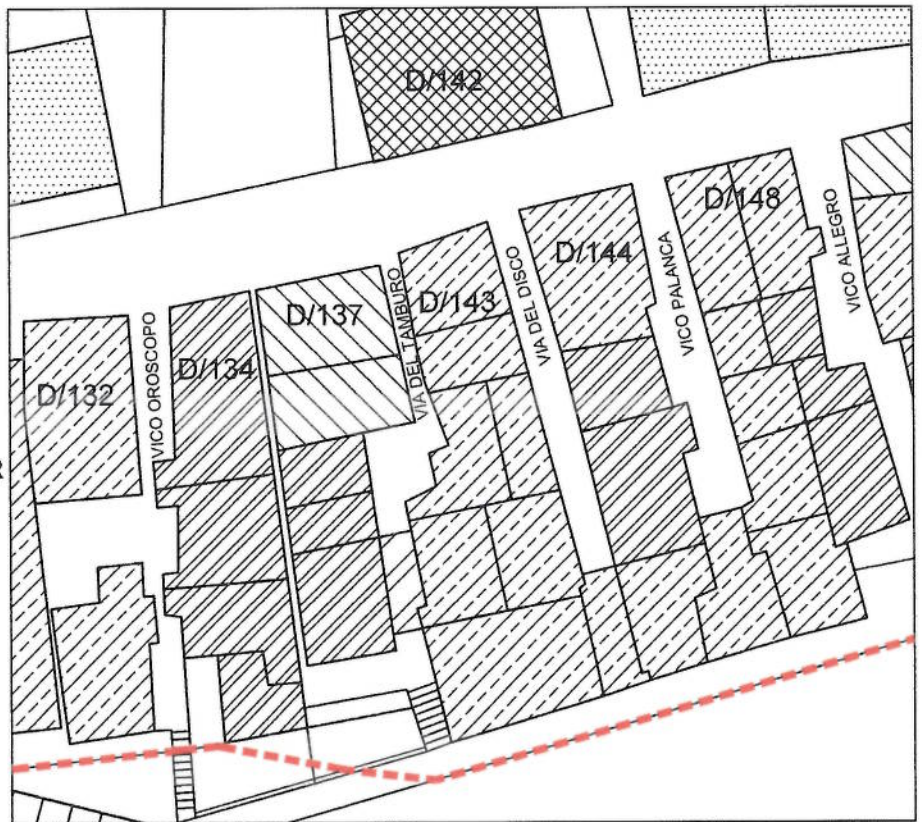 D/142
D/148
D/144
D/143
D/137
D/134
D/132
VICO OROSCOPO
VIA DEL TAMBURO
VIA DEL DISCO
VICO PALANCA
VICO ALLEGRO